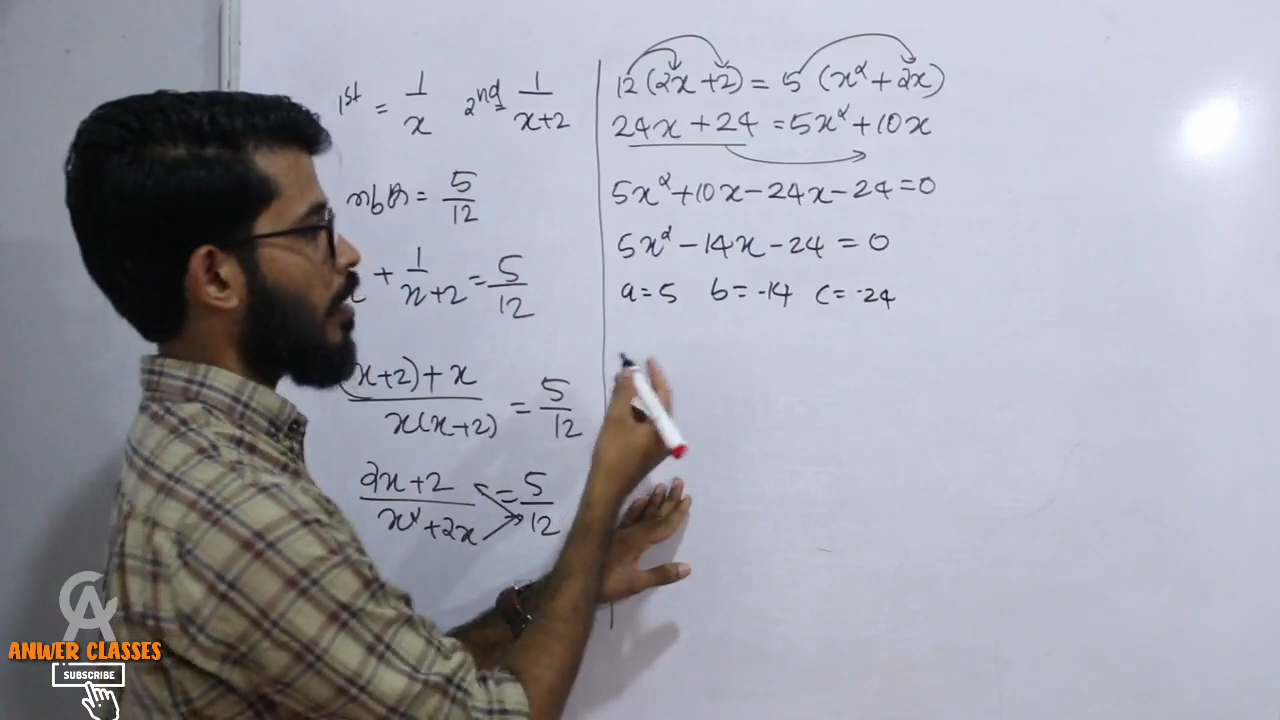 1st = 1/x 2nd = 1/x+2
= 5/12
+ 1/x+2 = 5/12
(x+2)+x / x(x+2) = 5/12
2x+2 / x²+2x = 5/12
12(2x+2) = 5(x²+2x)
24x+24 = 5x²+10x
5x²+10x-24x-24=0
5x²-14x-24=0
a=5 b=-14 c=-24
CA
ANWER CLASSES
SUBSCRIBE